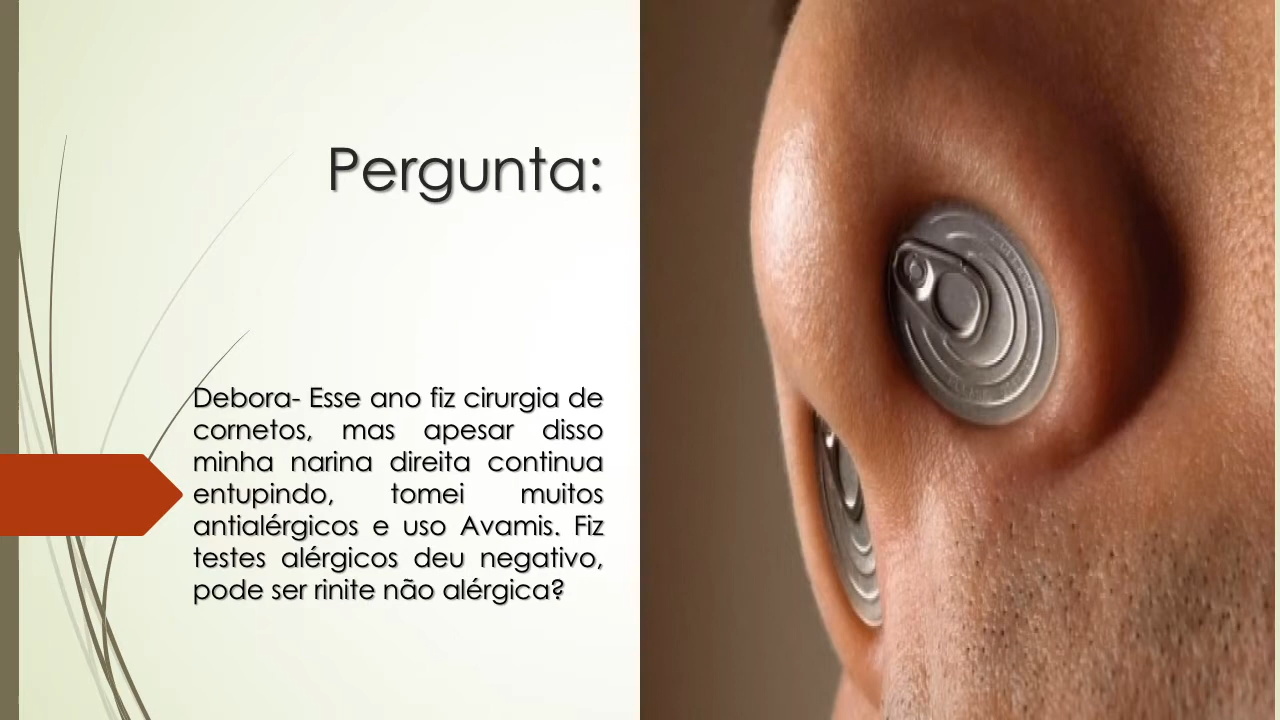 Pergunta:
Debora- Esse ano fiz cirurgia de
cornetos, mas apesar disso
minha narina direita continua
entupindo, tomei muitos
antialérgicos e uso Avamis. Fiz
testes alérgicos deu negativo,
pode ser rinite não alérgica?